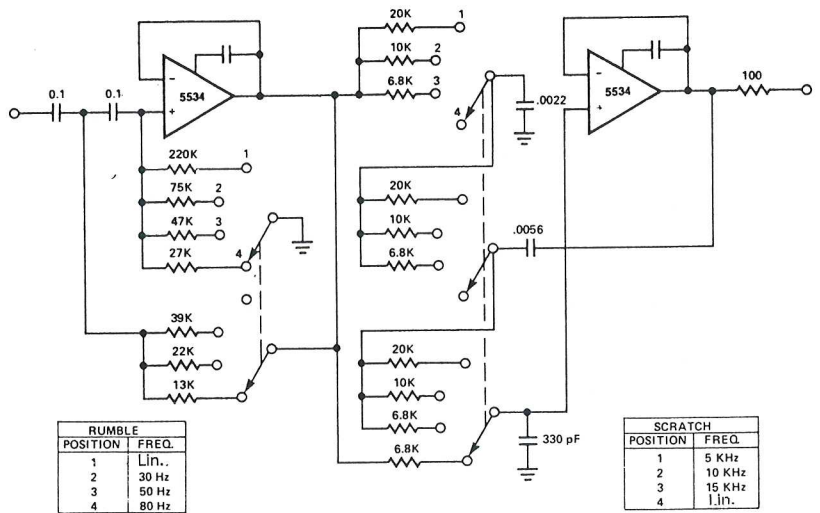 20K
1
10K
2
6.8K
3
0.1
0.1
−
5534
+
−
5534
+
100
4
.0022
220K
1
75K
2
47K
3
27K
4
20K
10K
6.8K
.0056
39K
22K
13K
20K
10K
6.8K
6.8K
330 pF
RUMBLE
POSITION FREQ.
1 Lin..
2 30 Hz
3 50 Hz
4 80 Hz
SCRATCH
POSITION FREQ.
1 5 KHz
2 10 KHz
3 15 KHz
4 Lin.